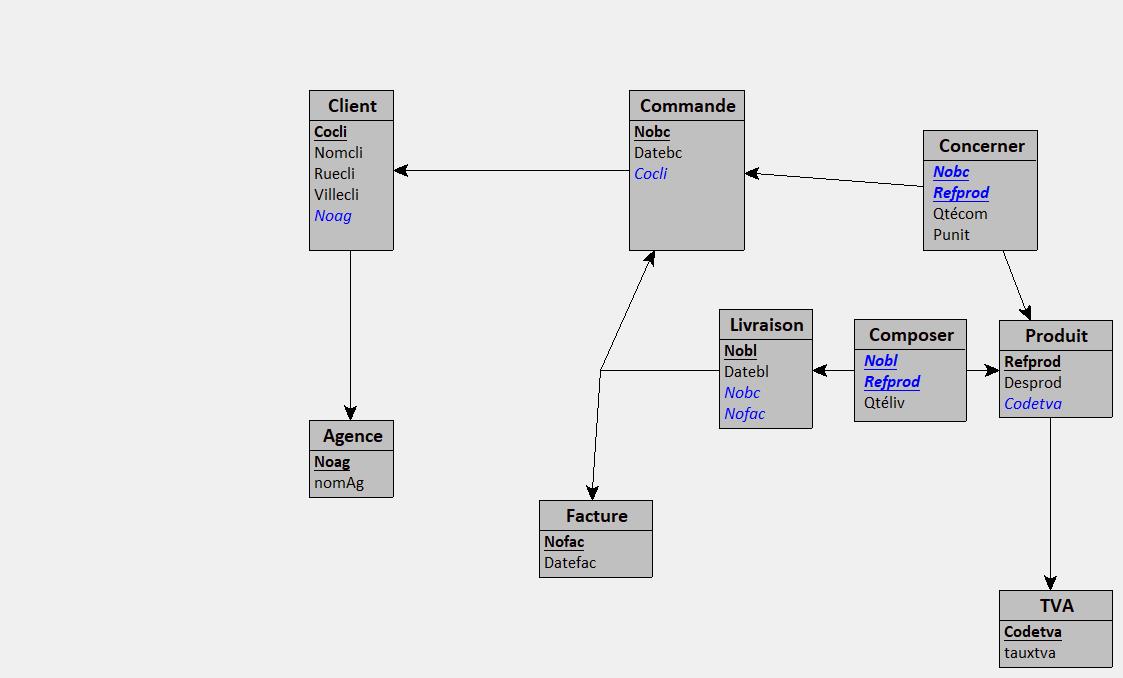 Client
Cocli
Nomcli
Ruecli
Villecli
Noag
Commande
Nobc
Datebc
Cocli
Concerner
Nobc
Refprod
Qtécom
Punit
Livraison
Nobl
Datebl
Nobc
Nofac
Composer
Nobl
Refprod
Qtéliv
Produit
Refprod
Desprod
Codetva
Agence
Noag
nomAg
Facture
Nofac
Datefac
TVA
Codetva
tauxtva